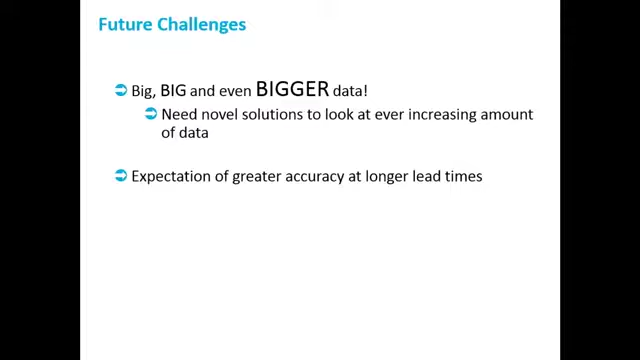 Future Challenges
Big, BIG and even BIGGER data!
Need novel solutions to look at ever increasing amount
of data
Expectation of greater accuracy at longer lead times